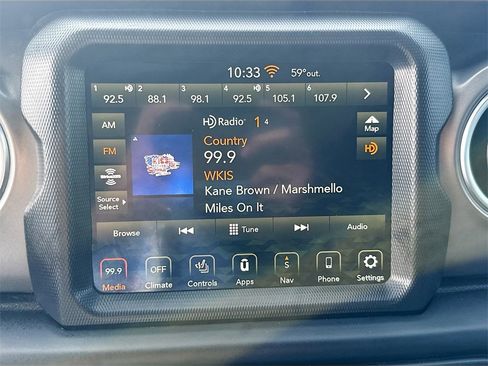 10:33 59° out.
1 2 3 4 5 6
92.5 88.1 98.1 92.5 105.1 107.9
AM
HD Radio 1 4
Map
Country
FM
99.9
HD
WKIS
SiriusXM
Kane Brown / Marshmello
Source
Select
Miles On It
Browse Tune Audio
99.9 OFF ū S
Media Climate Controls Apps Nav Phone Settings